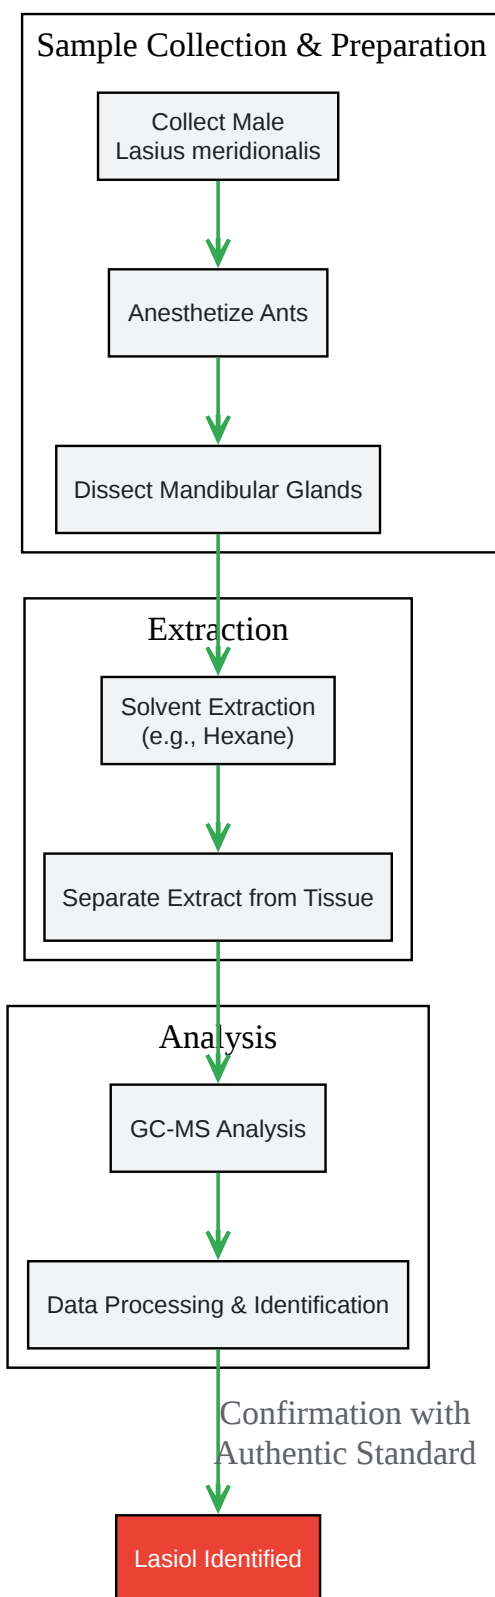 Sample Collection & Preparation
Collect Male
Lasius meridionalis
Anesthetize Ants
Dissect Mandibular Glands
Extraction
Solvent Extraction
(e.g., Hexane)
Separate Extract from Tissue
Analysis
GC-MS Analysis
Data Processing & Identification
Confirmation with
Authentic Standard
Lasiol Identified